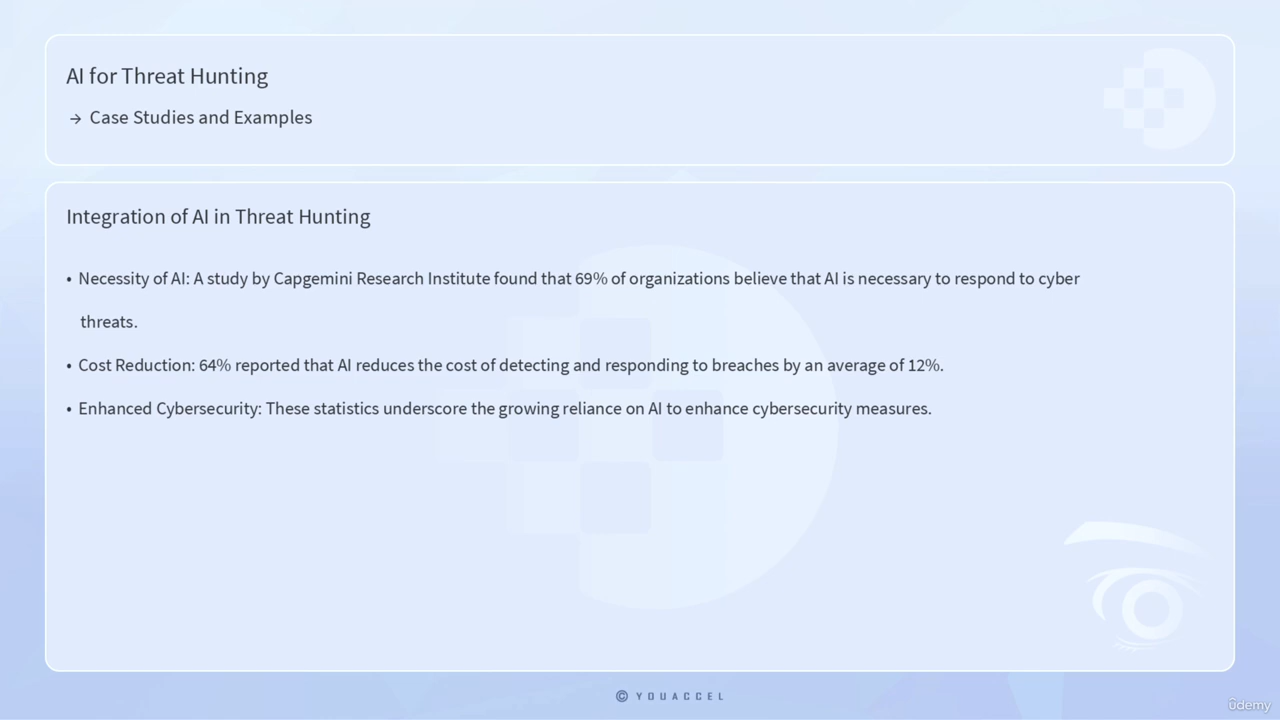 AI for Threat Hunting
→ Case Studies and Examples
Integration of AI in Threat Hunting
• Necessity of AI: A study by Capgemini Research Institute found that 69% of organizations believe that AI is necessary to respond to cyber
threats.
• Cost Reduction: 64% reported that AI reduces the cost of detecting and responding to breaches by an average of 12%.
• Enhanced Cybersecurity: These statistics underscore the growing reliance on AI to enhance cybersecurity measures.
© YOUACCEL
ûdemy